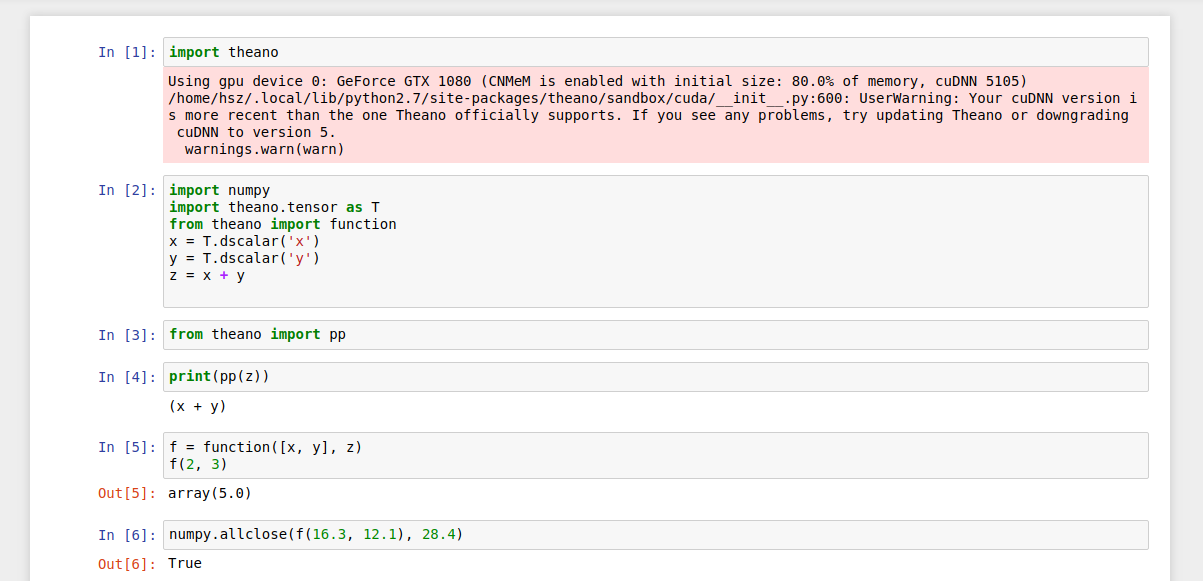 In [1]: import theano
Using gpu device 0: GeForce GTX 1080 (CNMeM is enabled with initial size: 80.0% of memory, cuDNN 5105)
/home/hsz/.local/lib/python2.7/site-packages/theano/sandbox/cuda/__init__.py:600: UserWarning: Your cuDNN version i
s more recent than the one Theano officially supports. If you see any problems, try updating Theano or downgrading
 cuDNN to version 5.
  warnings.warn(warn)
In [2]: import numpy
import theano.tensor as T
from theano import function
x = T.dscalar('x')
y = T.dscalar('y')
z = x + y
In [3]: from theano import pp
In [4]: print(pp(z))
(x + y)
In [5]: f = function([x, y], z)
f(2, 3)
Out[5]: array(5.0)
In [6]: numpy.allclose(f(16.3, 12.1), 28.4)
Out[6]: True